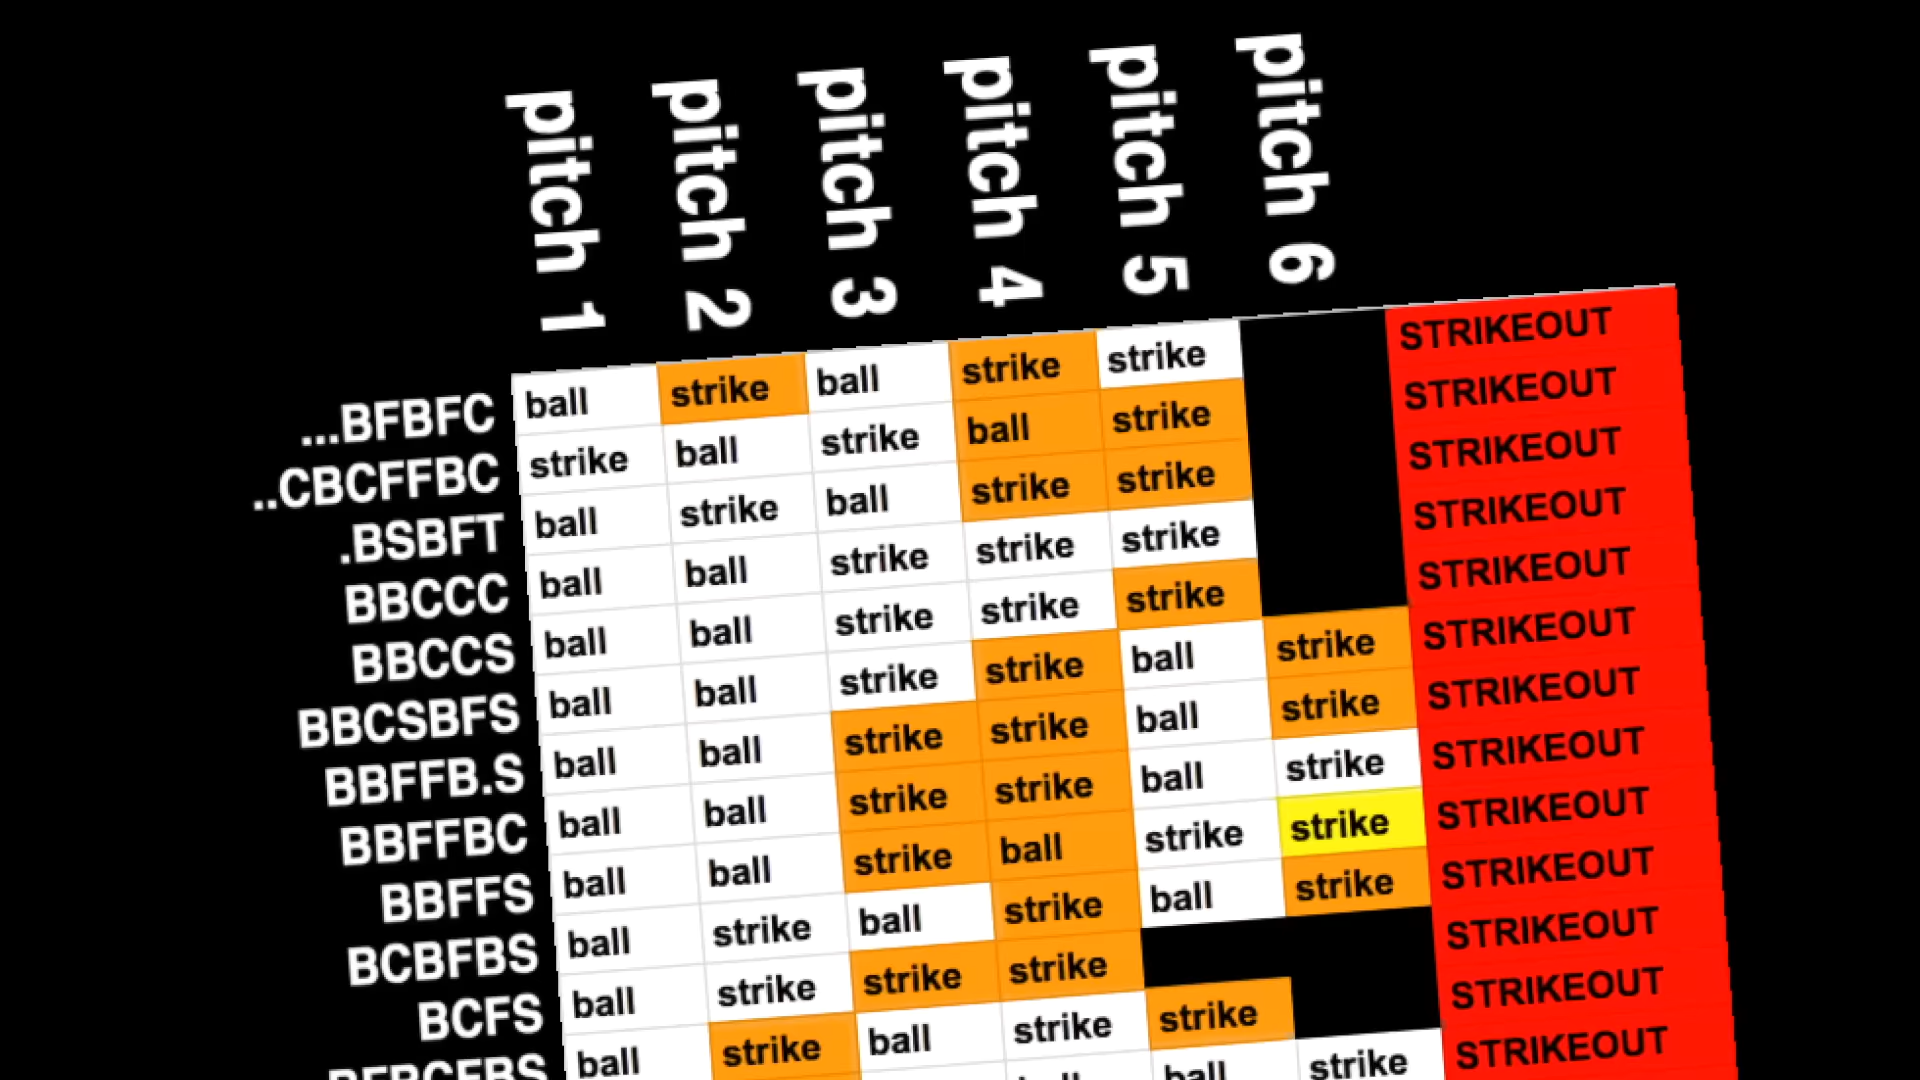 pitch 1 pitch 2 pitch 3 pitch 4 pitch 5 pitch 6
...BFBFC ball strike ball strike strike STRIKEOUT
..CBCFFBC strike ball strike ball strike STRIKEOUT
.BSBFT ball strike ball strike strike STRIKEOUT
BBCCC ball ball strike strike strike STRIKEOUT
BBCCS ball ball strike strike strike STRIKEOUT
BBCSBFS ball ball strike strike ball strike STRIKEOUT
BBFFB.S ball ball strike strike ball strike STRIKEOUT
BBFFBC ball ball strike strike ball strike STRIKEOUT
BBFFS ball ball strike ball strike strike STRIKEOUT
BCBFBS ball strike ball strike ball strike STRIKEOUT
BCFS ball strike strike strike STRIKEOUT
ball strike ball strike strike STRIKEOUT
ball ball strike STRIKEOUT